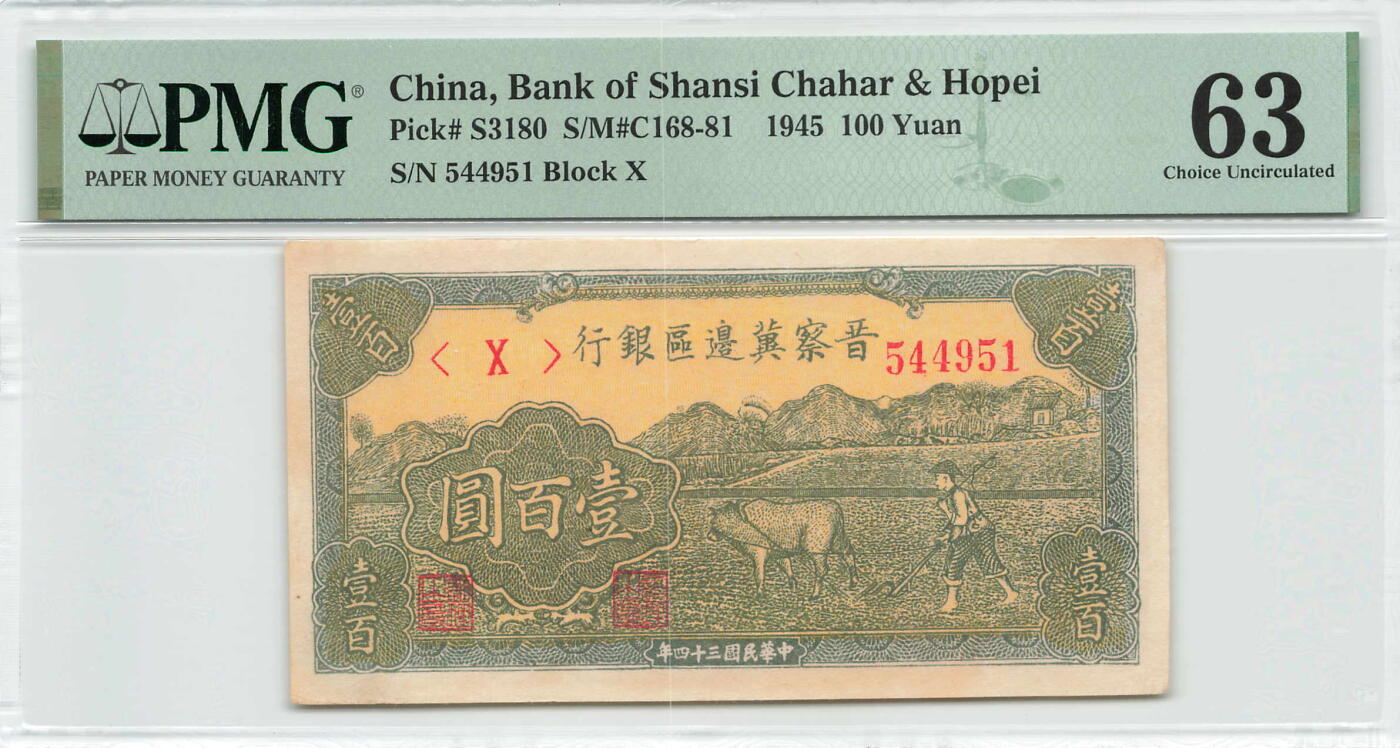 PMG®
PAPER MONEY GUARANTY
China, Bank of Shansi Chahar & Hopei
Pick# S3180 S/M#C168-81 1945 100 Yuan
S/N 544951 Block X
63
Choice Uncirculated
壹百
壹百
< X >
行銀區邊冀察晋
544951
圓百壹
壹百
壹百
年四十三國民華中